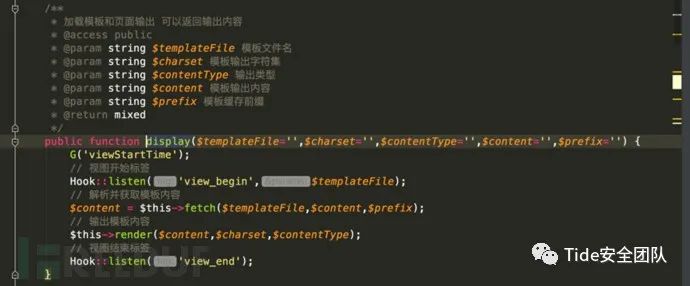 /**
* 加载模板和页面输出 可以返回输出内容
* @access public
* @param string $templateFile 模板文件名
* @param string $charset 模板输出字符集
* @param string $contentType 输出类型
* @param string $content 模板输出内容
* @param string $prefix 模板缓存前缀
* @return mixed
*/
public function display($templateFile='',$charset='',$contentType='',$content='',$prefix='') {
G('viewStartTime');
// 视图开始标签
Hook::listen( 'view_begin', $templateFile);
// 解析并获取模板内容
$content = $this->fetch($templateFile,$content,$prefix);
// 输出模板内容
$this->render($content,$charset,$contentType);
// 视图结束标签
Hook::listen( 'view_end');
}
Tide安全团队